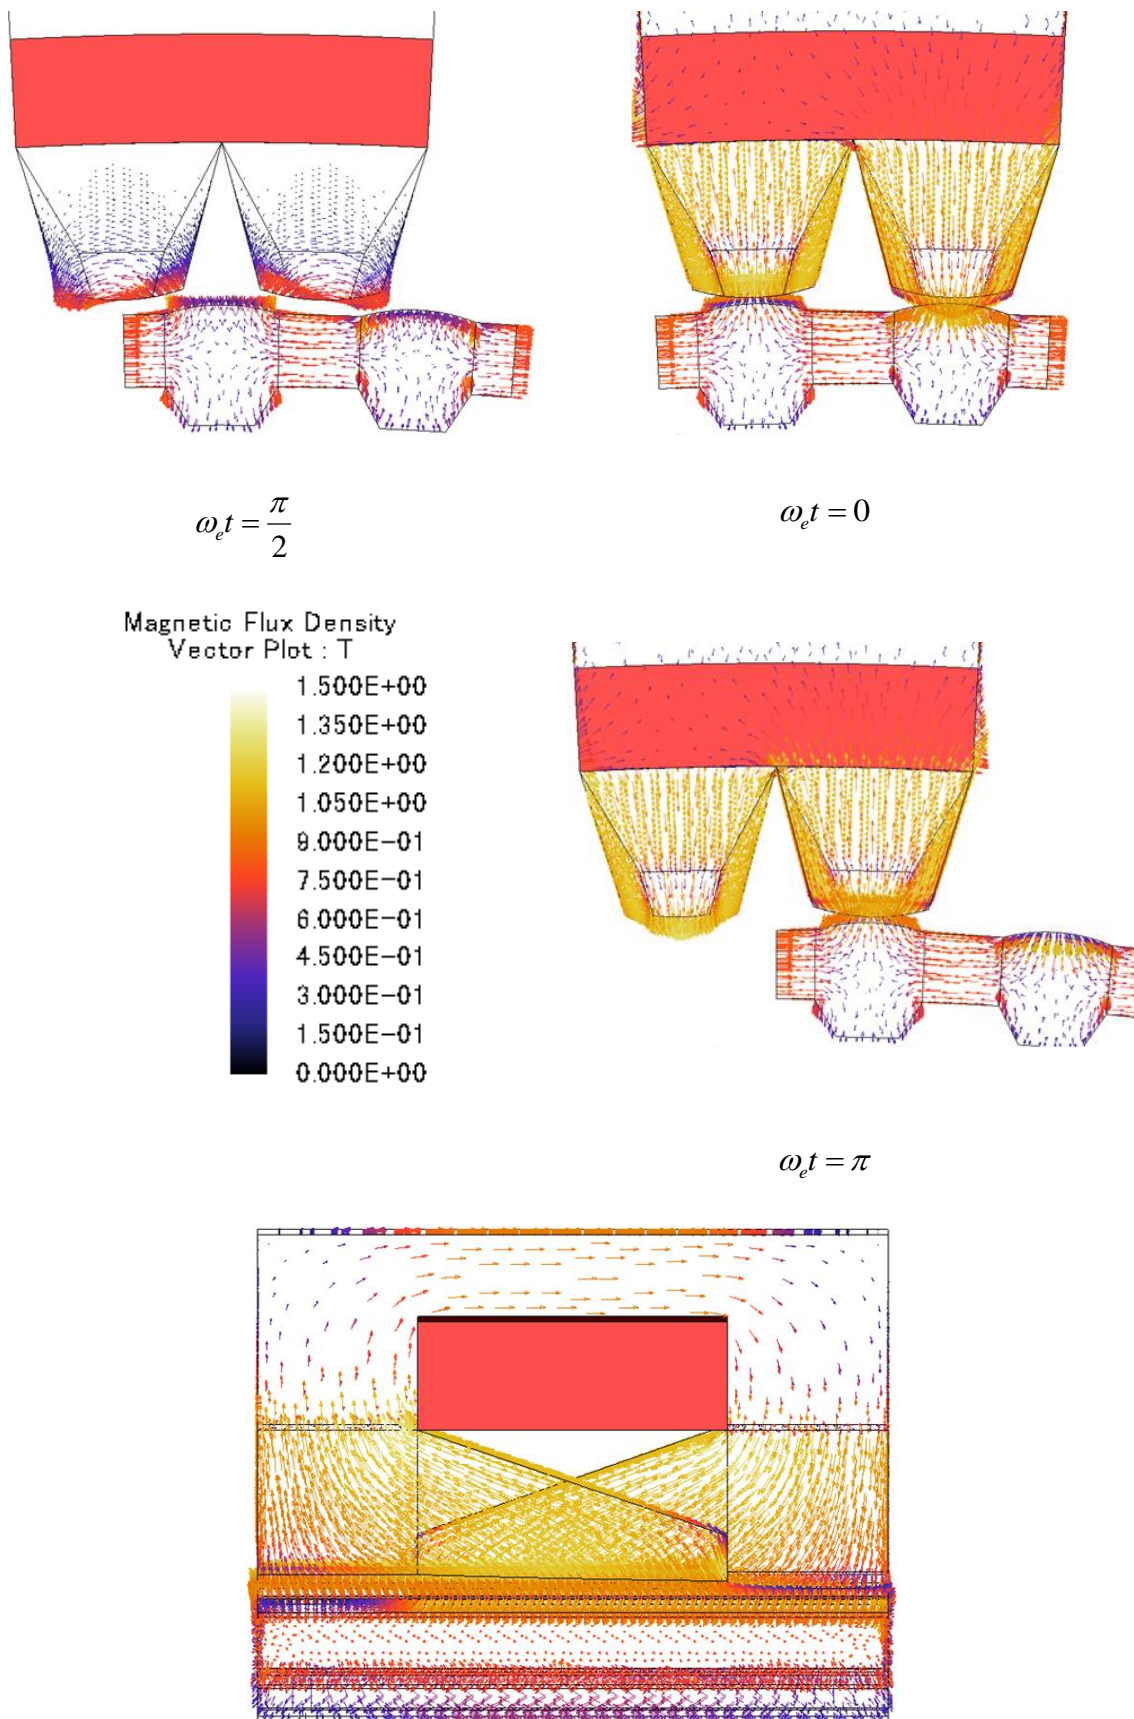 ωₑt = π/2
ωₑt = 0
Magnetic Flux Density
Vector Plot : T
1.500E+00
1.350E+00
1.200E+00
1.050E+00
9.000E−01
7.500E−01
6.000E−01
4.500E−01
3.000E−01
1.500E−01
0.000E+00
ωₑt = π